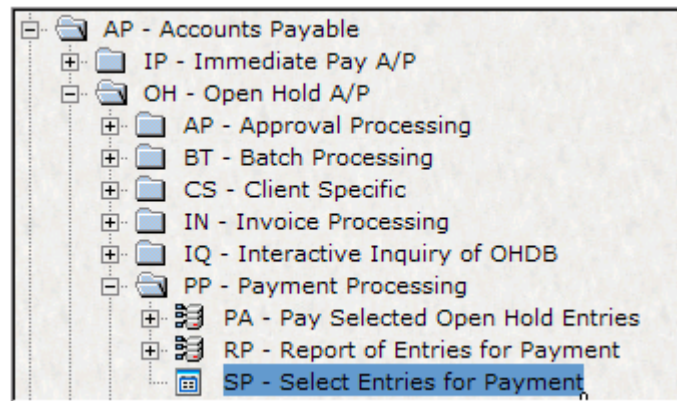 AP - Accounts Payable
IP - Immediate Pay A/P
OH - Open Hold A/P
AP - Approval Processing
BT - Batch Processing
CS - Client Specific
IN - Invoice Processing
IQ - Interactive Inquiry of OHDB
PP - Payment Processing
PA - Pay Selected Open Hold Entries
RP - Report of Entries for Payment
SP - Select Entries for Payment